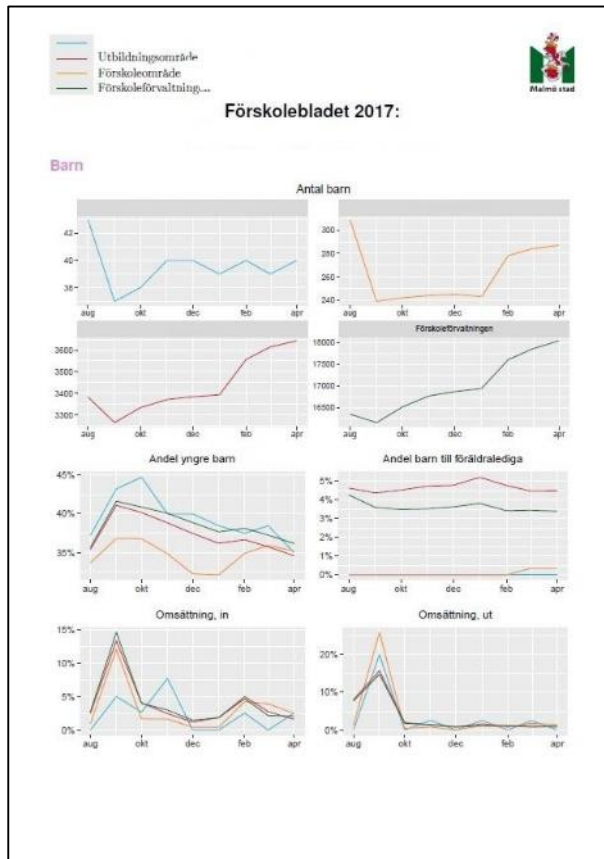 Utbildningsområde
Förskoleområde
Förskoleförvaltning...
Malmö stad
Förskolebladet 2017:
Barn
Antal barn
42
40
38
aug okt dec feb apr
300
280
260
240
aug okt dec feb apr
3600
3400
3300
aug okt dec feb apr
Förskoleförvaltningen
18000
17000
16500
aug okt dec feb apr
Andel yngre barn
45%
40%
35%
aug okt dec feb apr
Andel barn till föräldralediga
5%
4%
3%
2%
1%
0%
aug okt dec feb apr
Omsättning, in
15%
10%
5%
0%
aug okt dec feb apr
Omsättning, ut
20%
10%
0%
aug okt dec feb apr